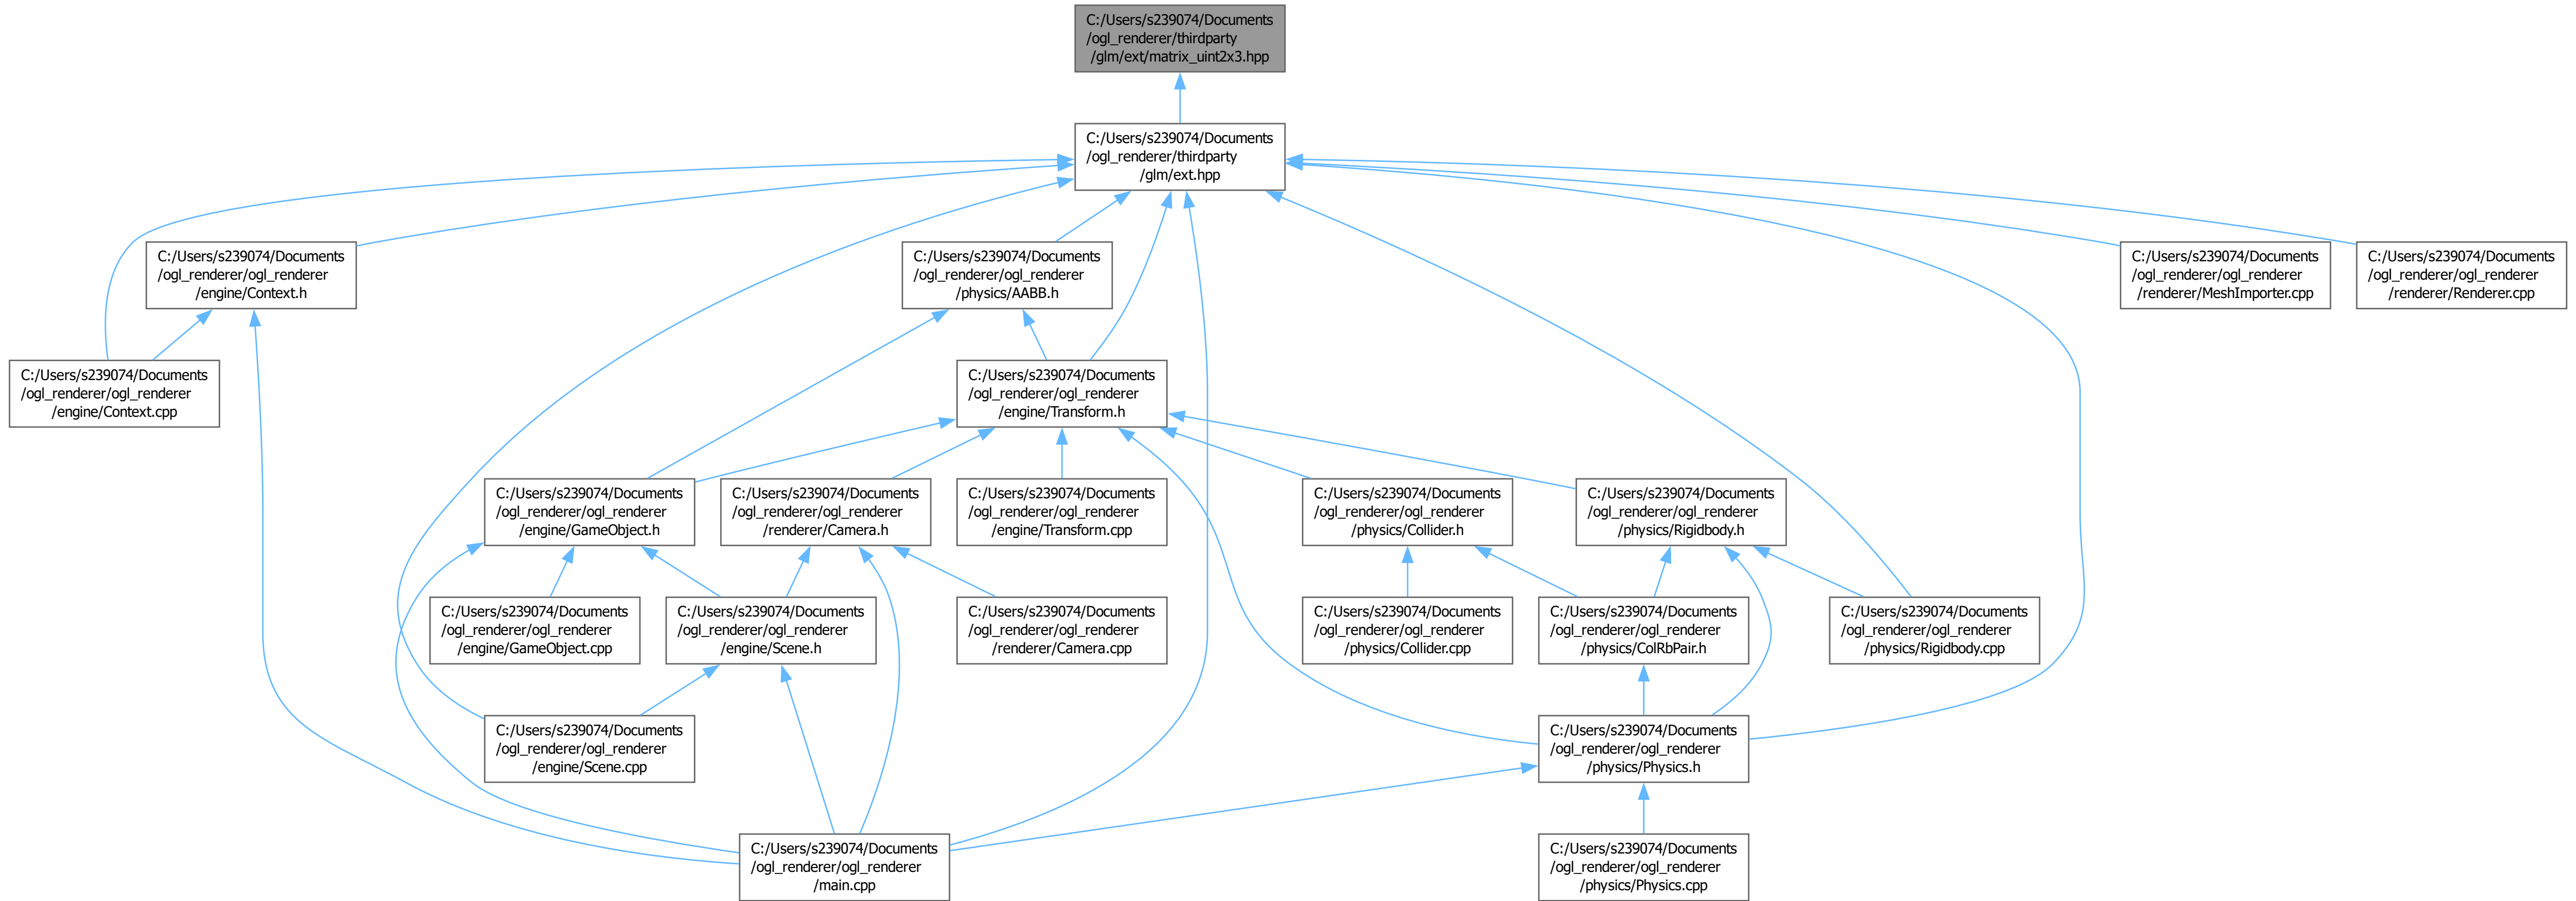 C:/Users/s239074/Documents
/ogl_renderer/thirdparty
/glm/ext/matrix_uint2x3.hpp
C:/Users/s239074/Documents
/ogl_renderer/thirdparty
/glm/ext.hpp
C:/Users/s239074/Documents
/ogl_renderer/ogl_renderer
/engine/Context.h
C:/Users/s239074/Documents
/ogl_renderer/ogl_renderer
/physics/AABB.h
C:/Users/s239074/Documents
/ogl_renderer/ogl_renderer
/renderer/MeshImporter.cpp
C:/Users/s239074/Documents
/ogl_renderer/ogl_renderer
/renderer/Renderer.cpp
C:/Users/s239074/Documents
/ogl_renderer/ogl_renderer
/engine/Context.cpp
C:/Users/s239074/Documents
/ogl_renderer/ogl_renderer
/engine/Transform.h
C:/Users/s239074/Documents
/ogl_renderer/ogl_renderer
/engine/GameObject.h
C:/Users/s239074/Documents
/ogl_renderer/ogl_renderer
/renderer/Camera.h
C:/Users/s239074/Documents
/ogl_renderer/ogl_renderer
/engine/Transform.cpp
C:/Users/s239074/Documents
/ogl_renderer/ogl_renderer
/physics/Collider.h
C:/Users/s239074/Documents
/ogl_renderer/ogl_renderer
/physics/Rigidbody.h
C:/Users/s239074/Documents
/ogl_renderer/ogl_renderer
/engine/GameObject.cpp
C:/Users/s239074/Documents
/ogl_renderer/ogl_renderer
/engine/Scene.h
C:/Users/s239074/Documents
/ogl_renderer/ogl_renderer
/renderer/Camera.cpp
C:/Users/s239074/Documents
/ogl_renderer/ogl_renderer
/physics/Collider.cpp
C:/Users/s239074/Documents
/ogl_renderer/ogl_renderer
/physics/ColRbPair.h
C:/Users/s239074/Documents
/ogl_renderer/ogl_renderer
/physics/Rigidbody.cpp
C:/Users/s239074/Documents
/ogl_renderer/ogl_renderer
/engine/Scene.cpp
C:/Users/s239074/Documents
/ogl_renderer/ogl_renderer
/physics/Physics.h
C:/Users/s239074/Documents
/ogl_renderer/ogl_renderer
/main.cpp
C:/Users/s239074/Documents
/ogl_renderer/ogl_renderer
/physics/Physics.cpp